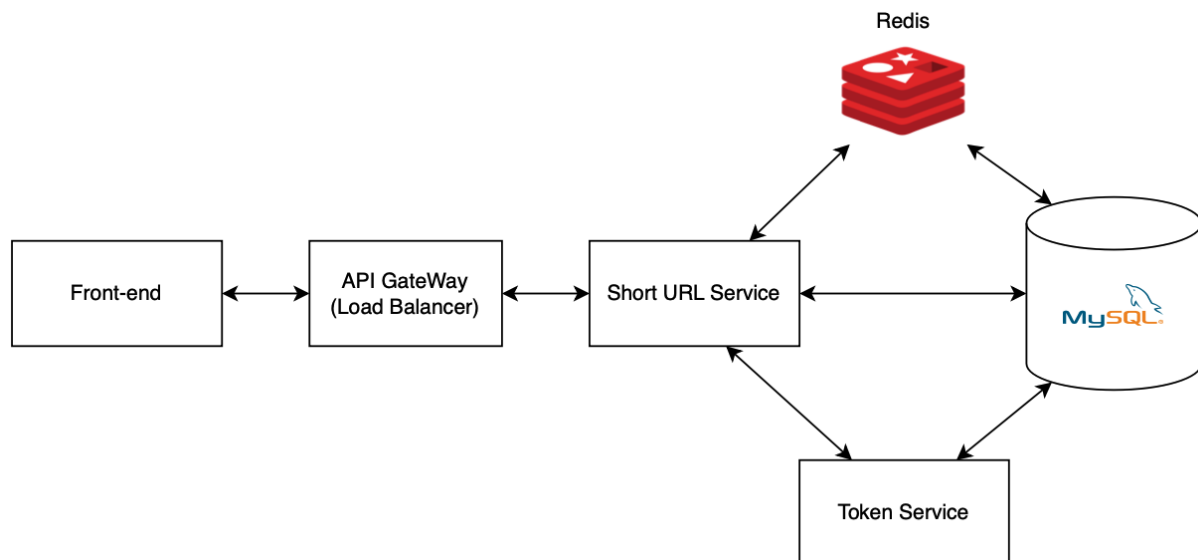 Redis
Front-end
API GateWay
(Load Balancer)
Short URL Service
MySQL
Token Service